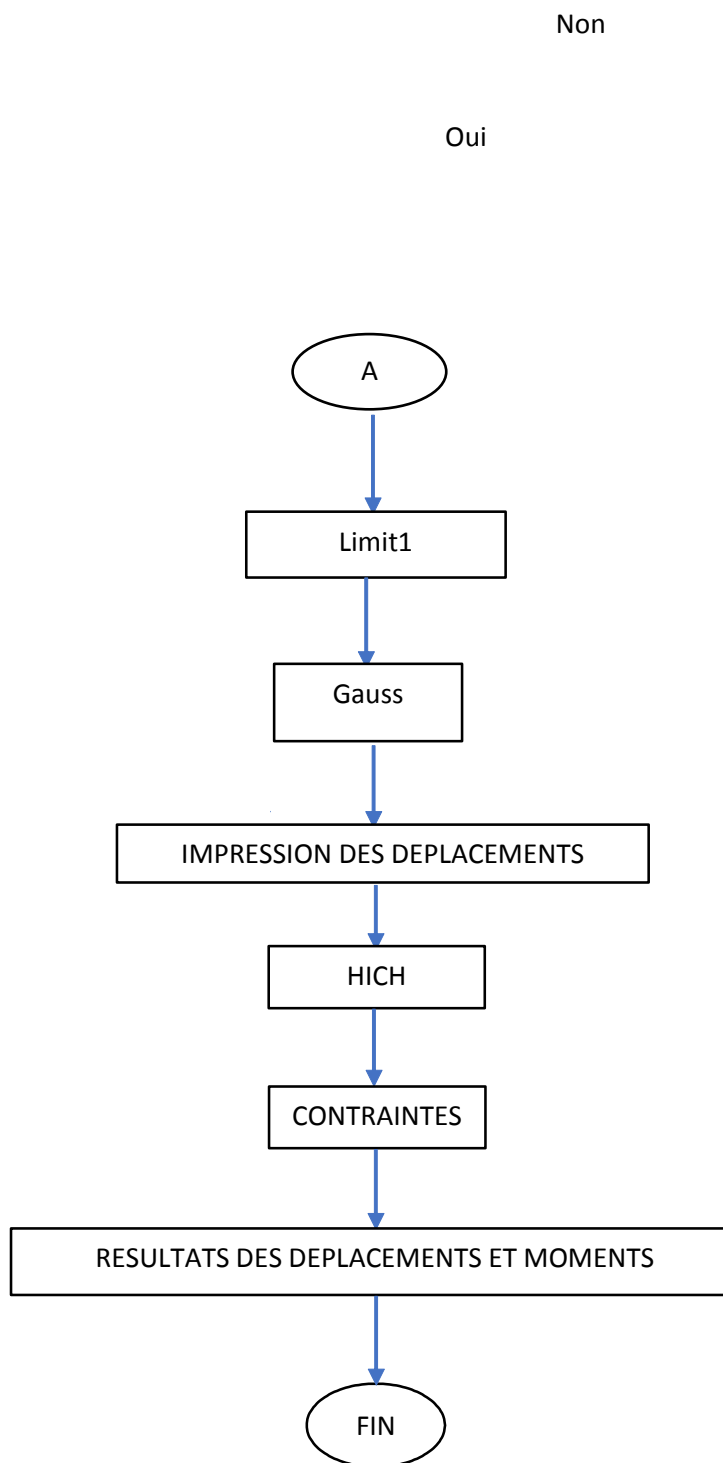 Non
Oui
A
Limit1
Gauss
IMPRESSION DES DEPLACEMENTS
HICH
CONTRAINTES
RESULTATS DES DEPLACEMENTS ET MOMENTS
FIN